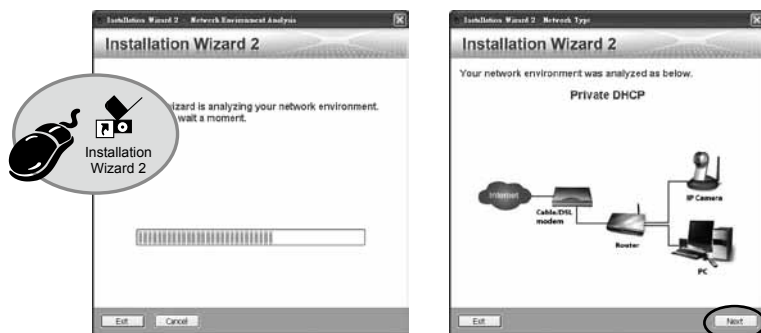 Installation Wizard 2 - Network Environment Analysis
Installation Wizard 2
wizard is analyzing your network environment.
wait a moment.
Installation
Wizard 2
Exit
Cancel
Installation Wizard 2 - Network Type
Installation Wizard 2
Your network environment was analyzed as below.
Private DHCP
Internet
Cable/DSL
modem
Router
IP Camera
PC
Exit
Next